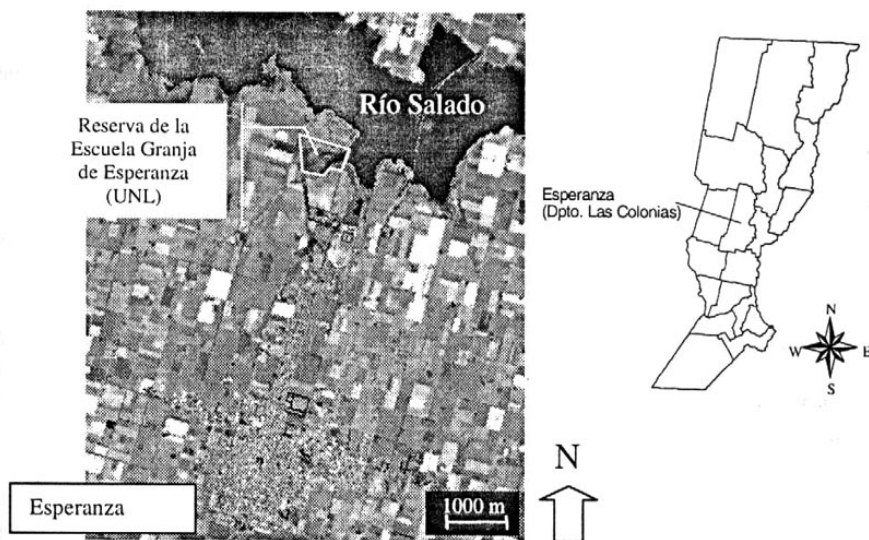 Río Salado
Reserva de la
Escuela Granja
de Esperanza
(UNL)
Esperanza
1000 m
N
Esperanza
(Dpto. Las Colonias)
N
W
E
S